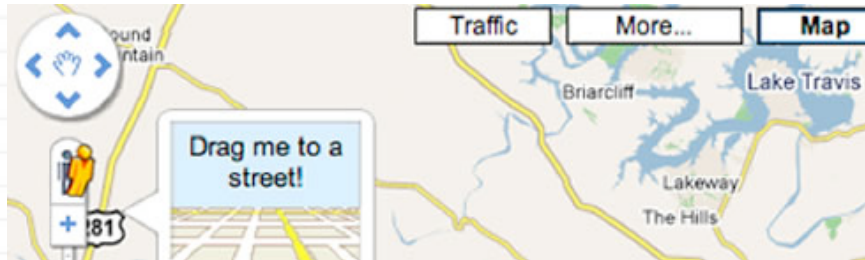 ound
ntain
Traffic
More...
Map
Briarcliff
Lake Travis
Drag me to a
street!
Lakeway
The Hills
+
281